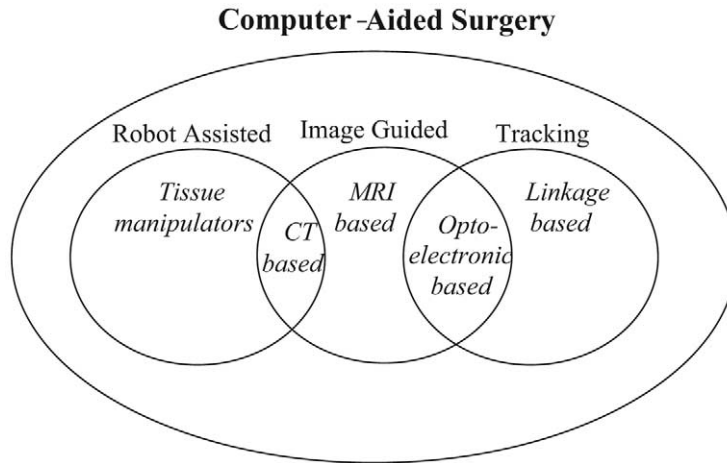 Computer-Aided Surgery
Robot Assisted
Image Guided
Tracking
Tissue
manipulators
CT
based
MRI
based
Opto-
electronic
based
Linkage
based